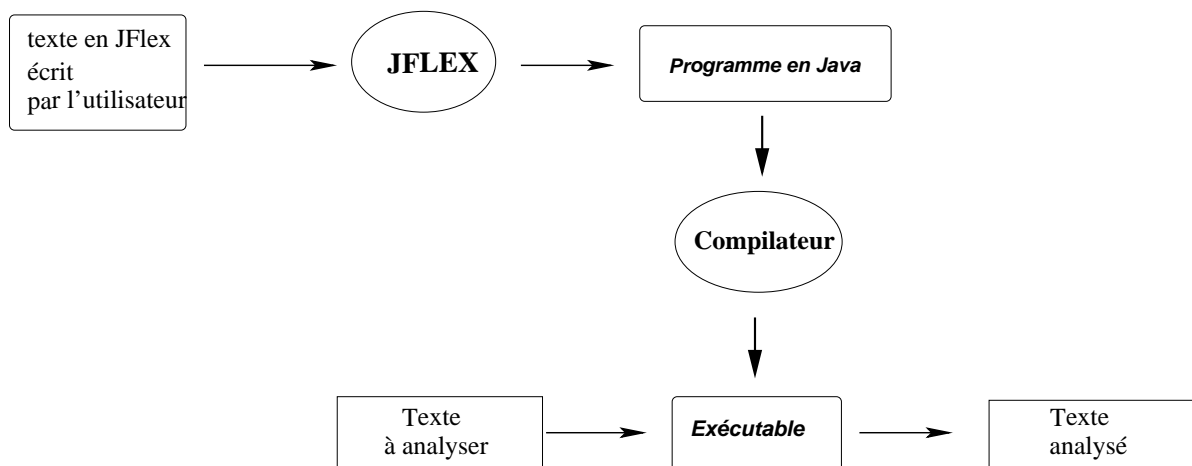 texte en JFlex
écrit
par l’utilisateur
JFLEX
Programme en Java
Compilateur
Texte
à analyser
Exécutable
Texte
analysé